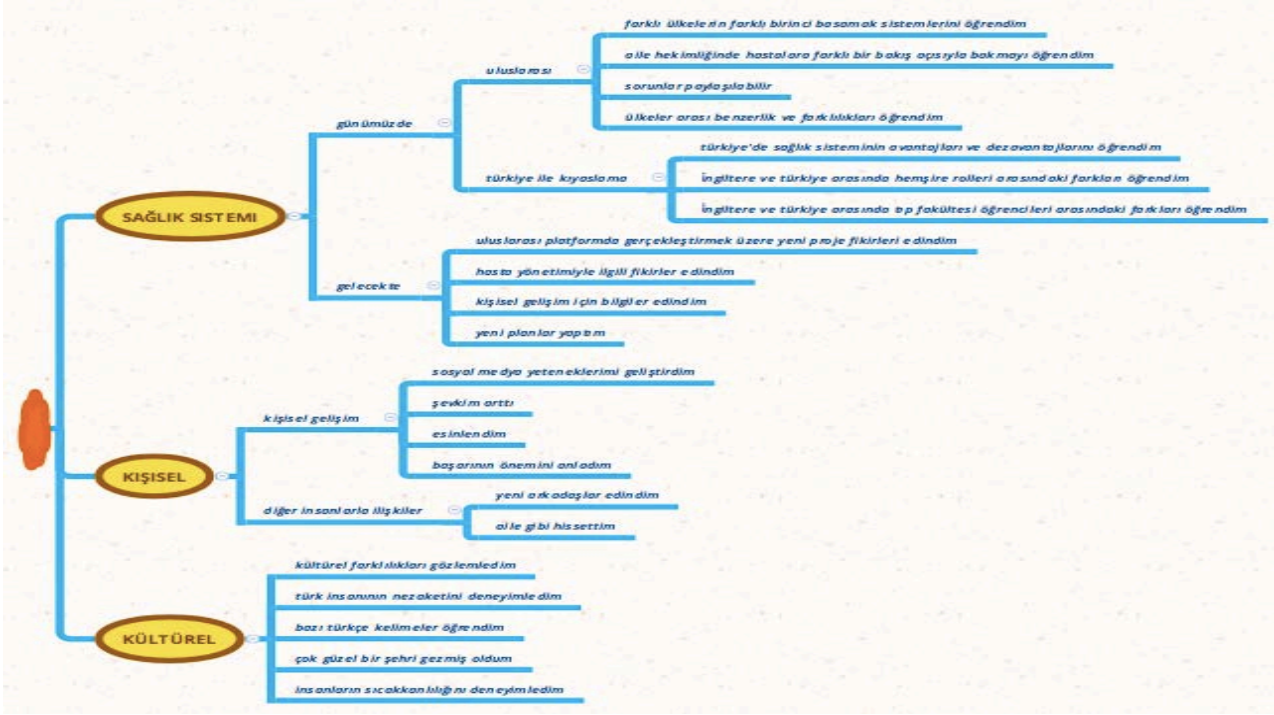 farklı ülkelerin farklı birinci basamak sistemlerini öğrendim
aile hekimliğinde hastalara farklı bir bakış açısıyla bakmayı öğrendim
uluslarası
sorunlar paylaşılabilir
ülkeler arası benzerlik ve farklılıkları öğrendim
günümüzde
türkiye'de sağlık sisteminin avantajları ve dezavantajlarını öğrendim
türkiye ile kıyaslama
İngiltere ve türkiye arasında hemşire rolleri arasındaki farkları öğrendim
İngiltere ve türkiye arasında tıp fakültesi öğrencileri arasındaki farkları öğrendim
SAĞLIK SISTEMI
uluslarası platformda gerçekleştirmek üzere yeni proje fikirleri edindim
hasta yönetimiyle ilgili fikirler edindim
gelecekte
kişisel gelişim için bilgiler edindim
yeni planlar yaptım
sosyal medya yeteneklerimi geliştirdim
şevkim arttı
kişisel gelişim
esinlendim
başarının önemini anladım
KIŞISEL
yeni arkadaşlar edindim
diğer insanlarla ilişkiler
aile gibi hissettim
kültürel farklılıkları gözlemledim
türk insanının nezaketini deneyimledim
bazı türkçe kelimeler öğrendim
KÜLTÜREL
çok güzel bir şehri gezmiş oldum
insanların sıcakkanlılığını deneyimledim